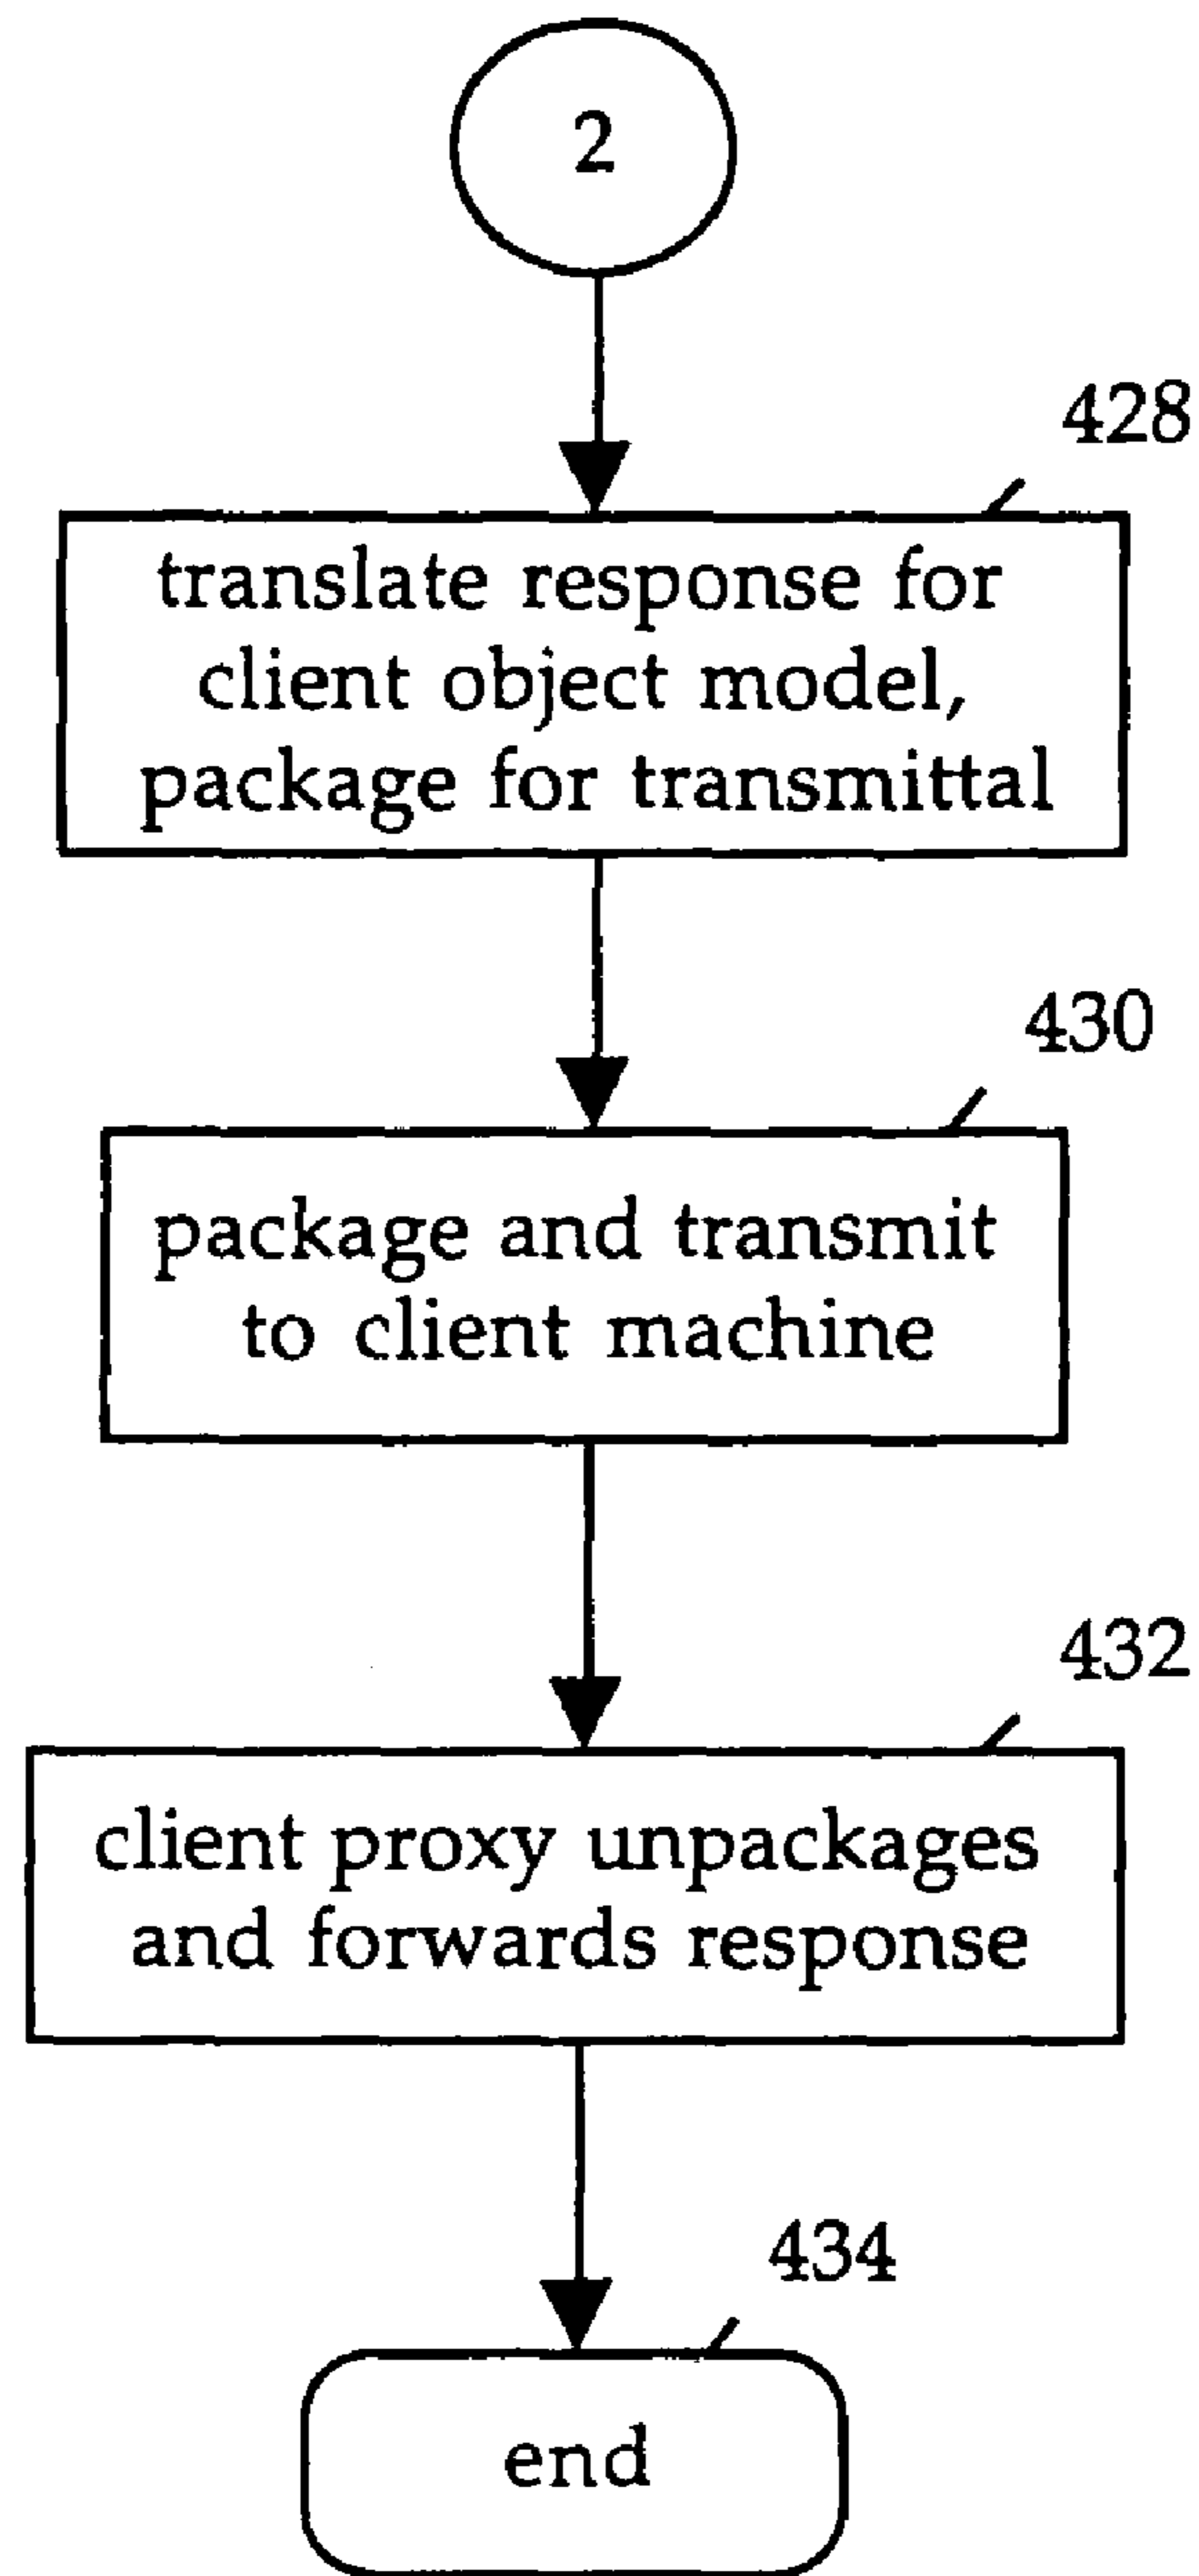 2
428
translate response for
client object model,
package for transmittal
430
package and transmit
to client machine
432
client proxy unpackages
and forwards response
434
end